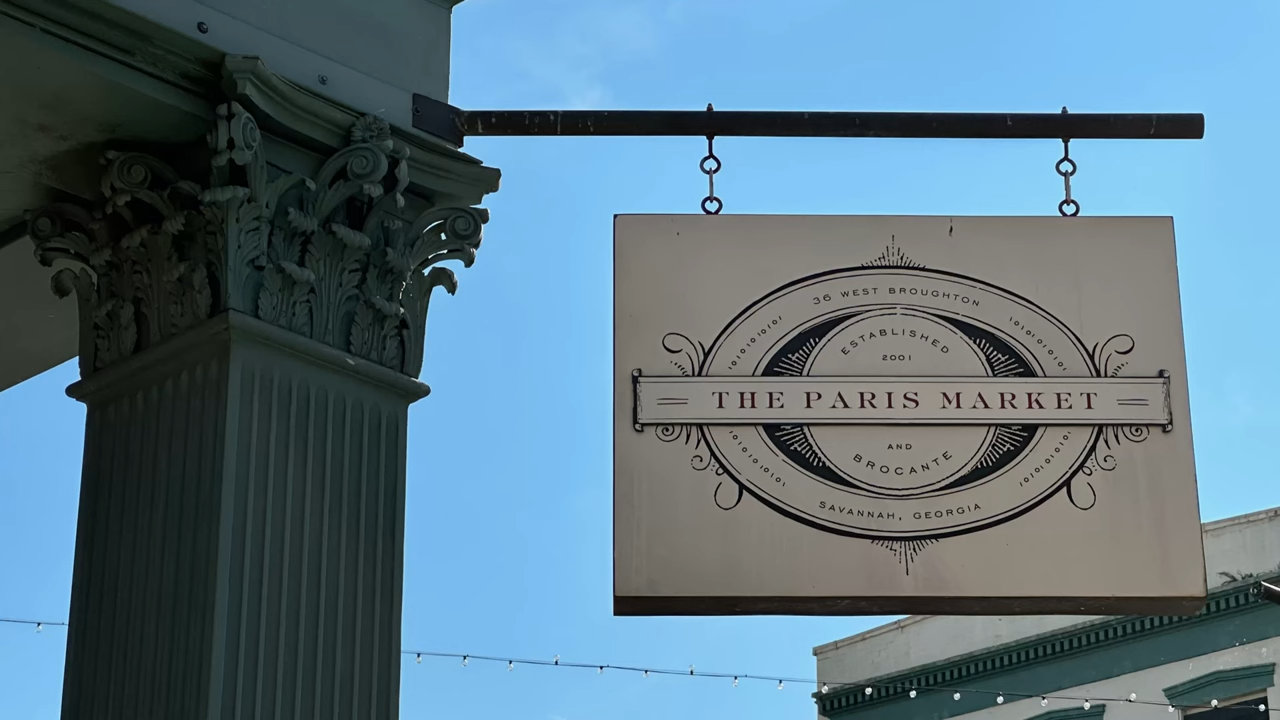 36 WEST BROUGHTON
ESTABLISHED
2001
THE PARIS MARKET
AND
BROCANTE
SAVANNAH, GEORGIA